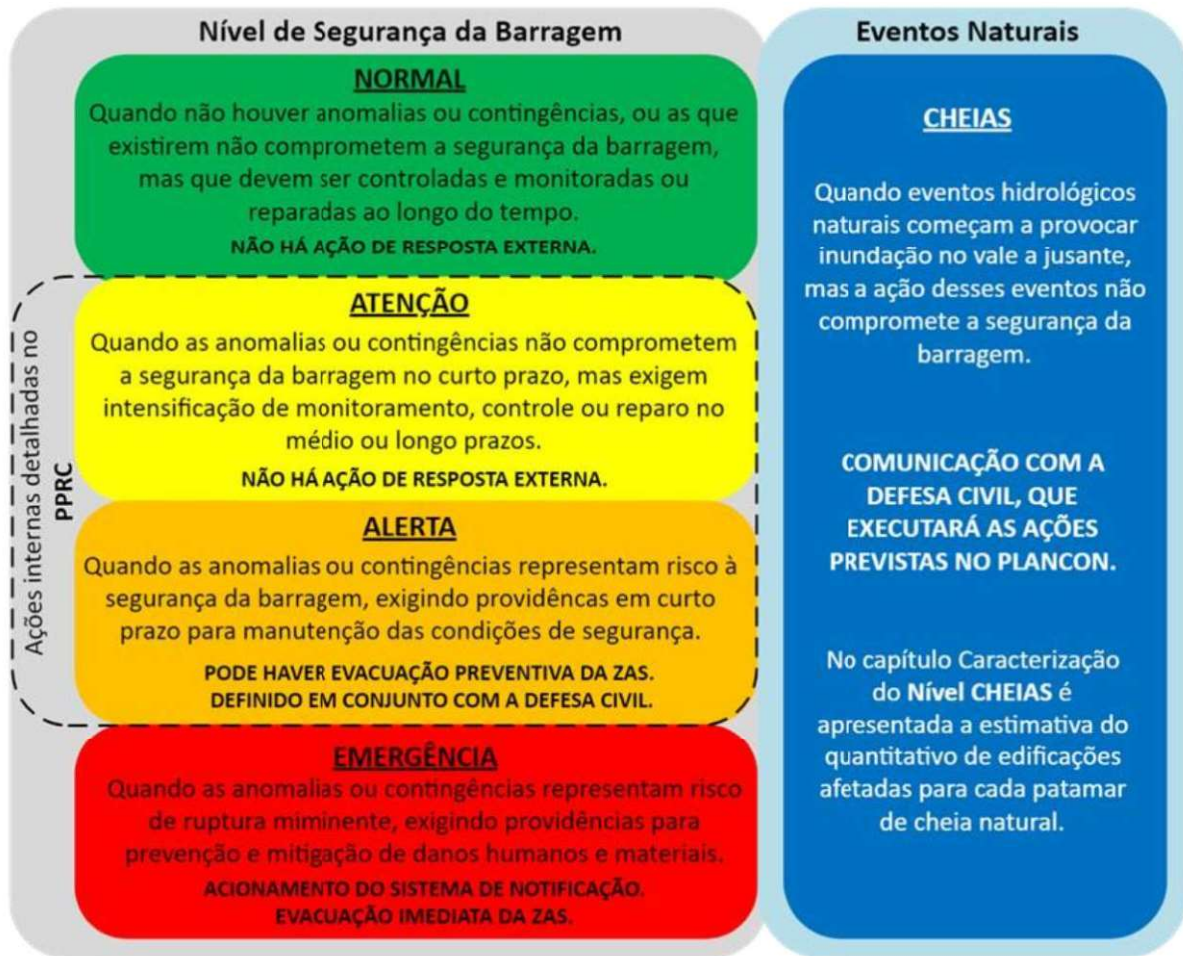 Nível de Segurança da Barragem
NORMAL
Quando não houver anomalias ou contingências, ou as que
existirem não comprometem a segurança da barragem,
mas que devem ser controladas e monitoradas ou
reparadas ao longo do tempo.
NÃO HÁ AÇÃO DE RESPOSTA EXTERNA.
Ações internas detalhadas no
PPRC
ATENÇÃO
Quando as anomalias ou contingências não comprometem
a segurança da barragem no curto prazo, mas exigem
intensificação de monitoramento, controle ou reparo no
médio ou longo prazos.
NÃO HÁ AÇÃO DE RESPOSTA EXTERNA.
ALERTA
Quando as anomalias ou contingências representam risco à
segurança da barragem, exigindo providêncas em curto
prazo para manutenção das condições de segurança.
PODE HAVER EVACUAÇÃO PREVENTIVA DA ZAS.
DEFINIDO EM CONJUNTO COM A DEFESA CIVIL.
EMERGÊNCIA
Quando as anomalias ou contingências representam risco
de ruptura miminente, exigindo providências para
prevenção e mitigação de danos humanos e materiais.
ACIONAMENTO DO SISTEMA DE NOTIFICAÇÃO.
EVACUAÇÃO IMEDIATA DA ZAS.
Eventos Naturais
CHEIAS
Quando eventos hidrológicos
naturais começam a provocar
inundação no vale a jusante,
mas a ação desses eventos não
compromete a segurança da
barragem.
COMUNICAÇÃO COM A
DEFESA CIVIL, QUE
EXECUTARÁ AS AÇÕES
PREVISTAS NO PLANCON.
No capítulo Caracterização
do Nível CHEIAS é
apresentada a estimativa do
quantitativo de edificações
afetadas para cada patamar
de cheia natural.